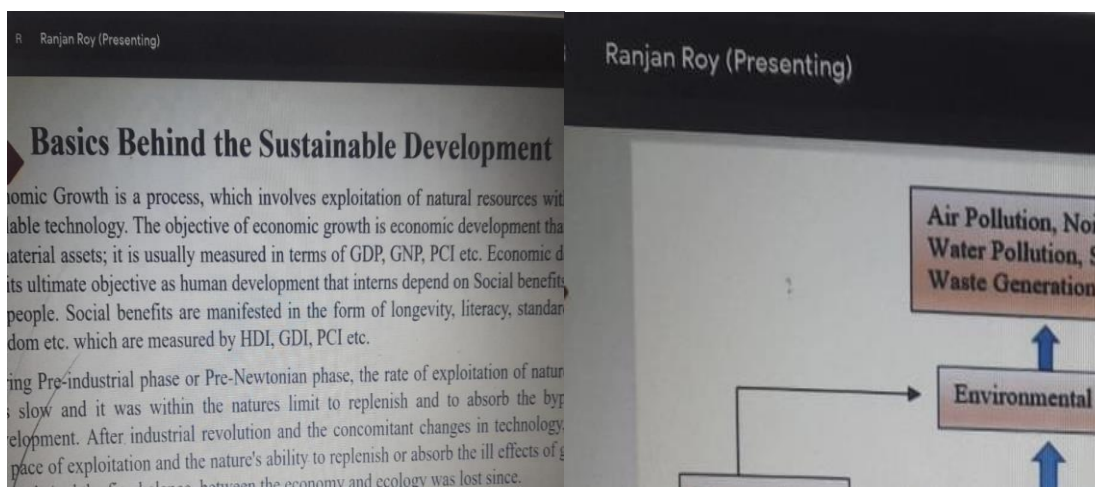 R Ranjan Roy (Presenting)
Basics Behind the Sustainable Development
omic Growth is a process, which involves exploitation of natural resources wit
able technology. The objective of economic growth is economic development tha
aterial assets; it is usually measured in terms of GDP, GNP, PCI etc. Economic d
its ultimate objective as human development that interns depend on Social benefit
people. Social benefits are manifested in the form of longevity, literacy, standar
dom etc. which are measured by HDI, GDI, PCI etc.
ing Pre-industrial phase or Pre-Newtonian phase, the rate of exploitation of natur
slow and it was within the natures limit to replenish and to absorb the byp
elopment. After industrial revolution and the concomitant changes in technology,
pace of exploitation and the nature's ability to replenish or absorb the ill effects of g
between the economy and ecology was lost since.
Ranjan Roy (Presenting)
Air Pollution, Noi
Water Pollution, S
Waste Generation
Environmental